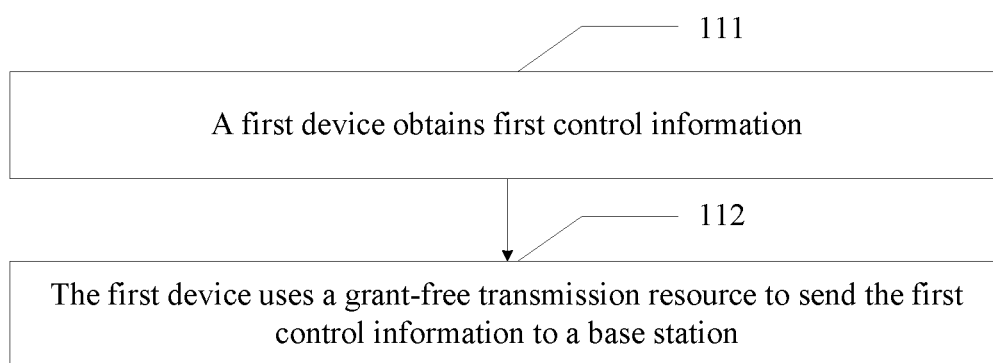 111
A first device obtains first control information
112
The first device uses a grant-free transmission resource to send the first
control information to a base station